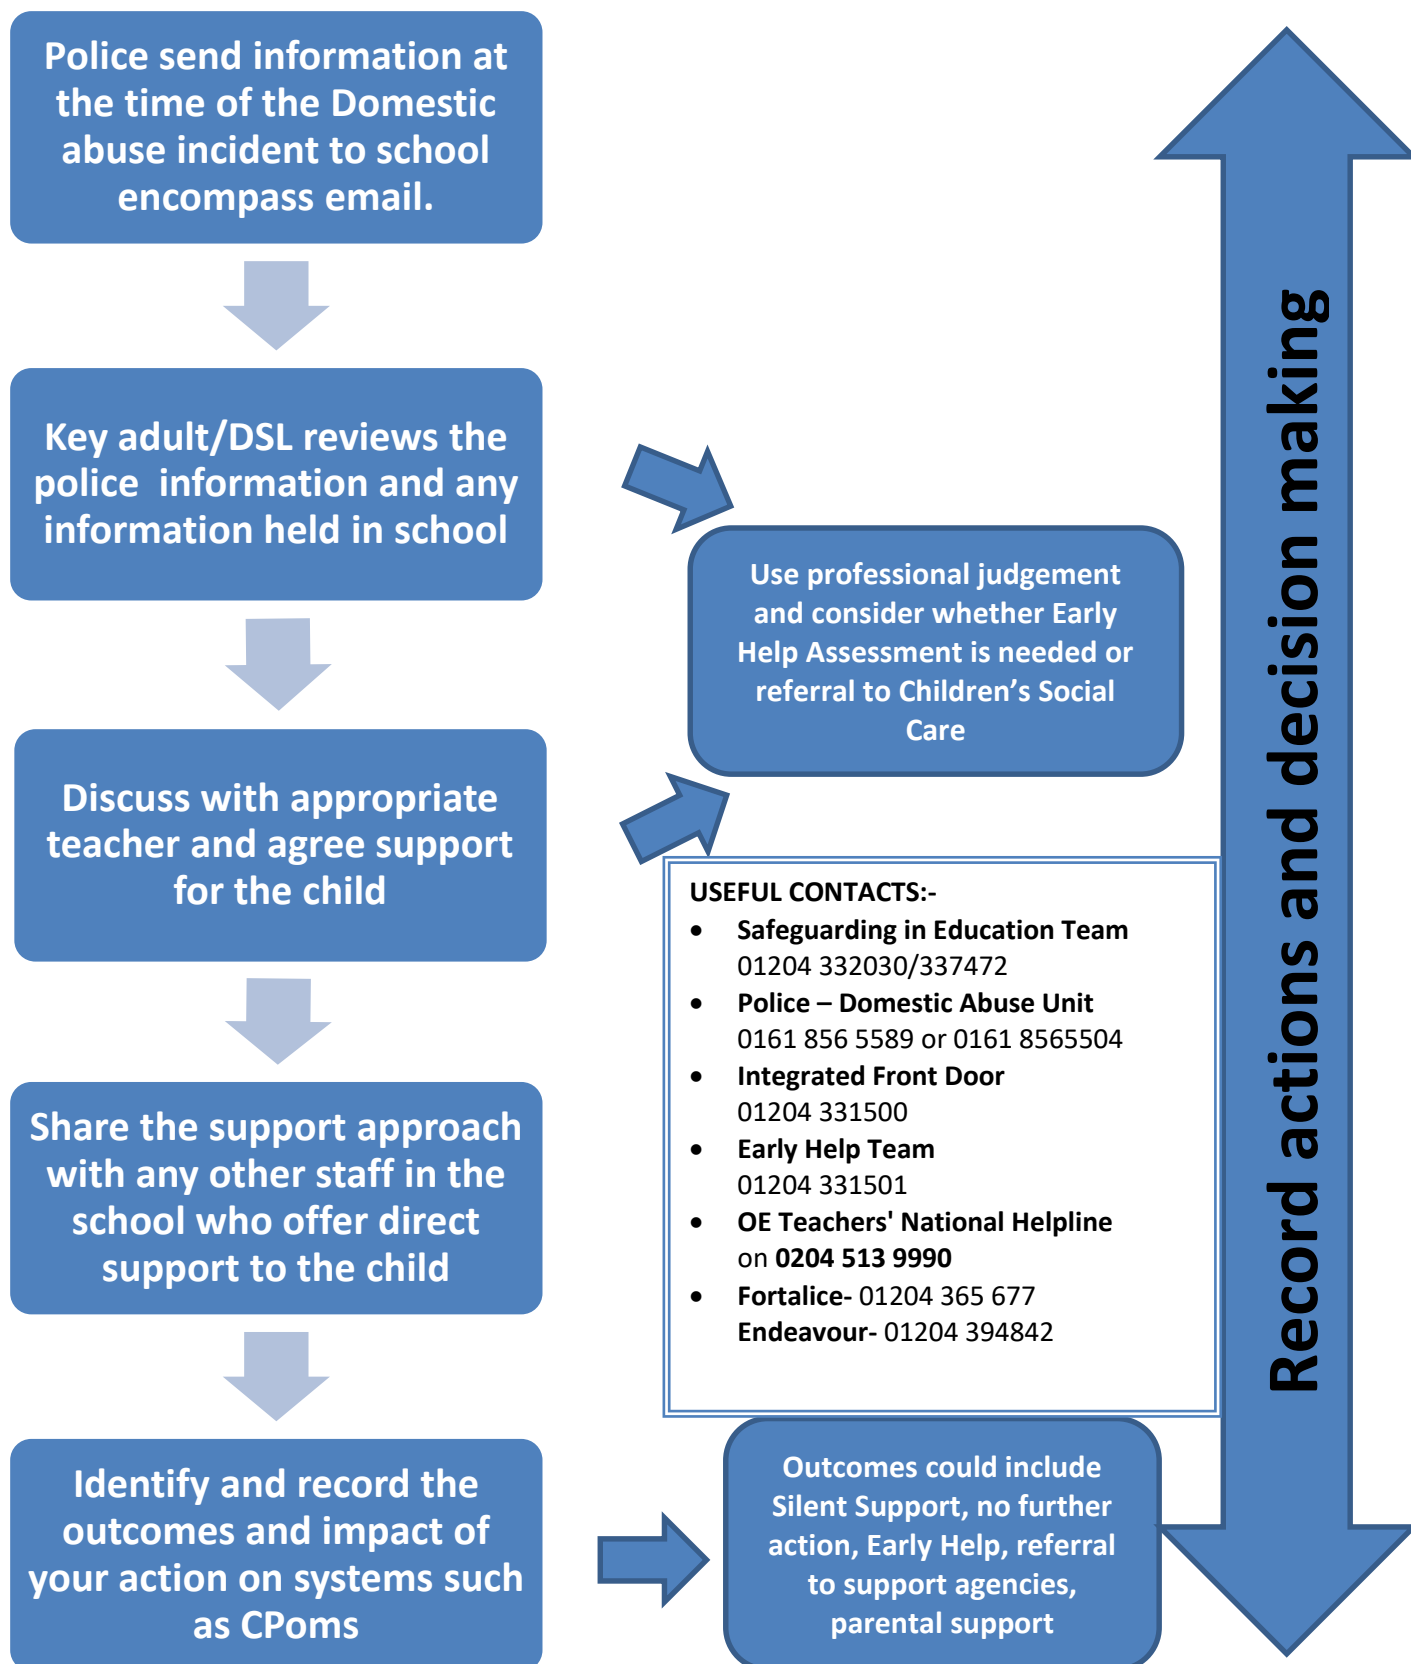 Police send information at
the time of the Domestic
abuse incident to school
encompass email.
Key adult/DSL reviews the
police  information and any
information held in school
Use professional judgement
and consider whether Early
Help Assessment is needed or
referral to Children’s Social
Care
Discuss with appropriate
teacher and agree support
for the child
USEFUL CONTACTS:-
• Safeguarding in Education Team
01204 332030/337472
• Police – Domestic Abuse Unit
0161 856 5589 or 0161 8565504
• Integrated Front Door
01204 331500
• Early Help Team
01204 331501
• OE Teachers' National Helpline
on 0204 513 9990
• Fortalice- 01204 365 677
Endeavour- 01204 394842
Share the support approach
with any other staff in the
school who offer direct
support to the child
Identify and record the
outcomes and impact of
your action on systems such
as CPoms
Outcomes could include
Silent Support, no further
action, Early Help, referral
to support agencies,
parental support
Record actions and decision making